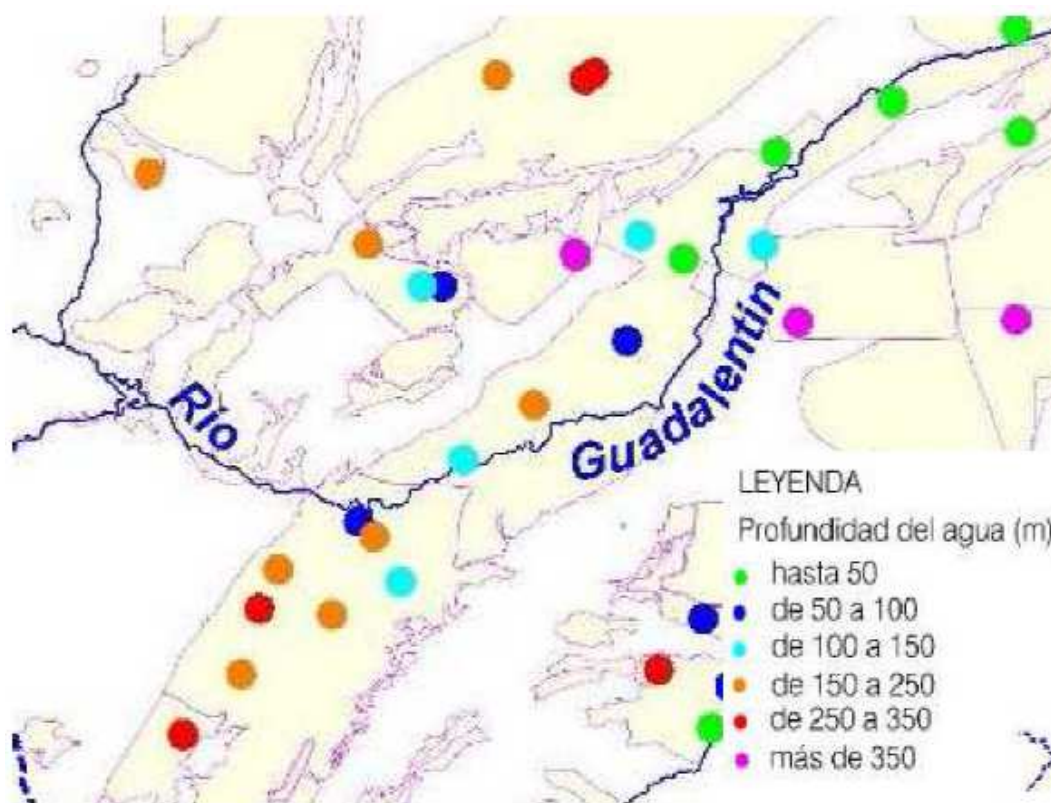 Río
Guadalentín
LEYENDA
Profundidad del agua (m)
hasta 50
de 50 a 100
de 100 a 150
de 150 a 250
de 250 a 350
más de 350